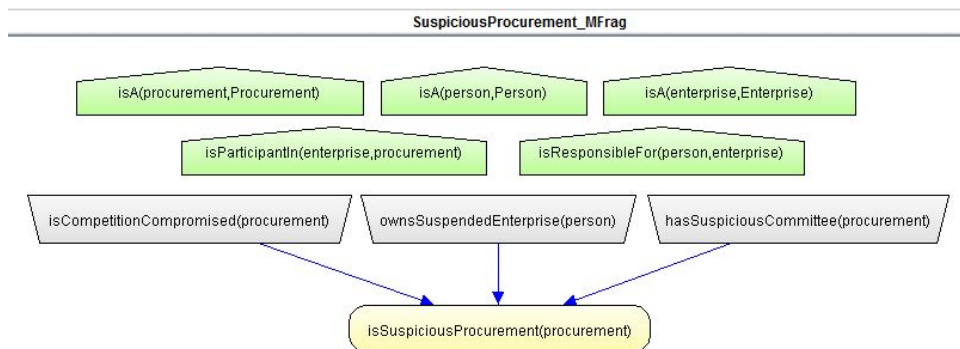 SuspiciousProcurement_MFrag
isA(procurement,Procurement) isA(person,Person) isA(enterprise,Enterprise)
isParticipantIn(enterprise,procurement) isResponsibleFor(person,enterprise)
isCompetitionCompromised(procurement) ownsSuspendedEnterprise(person) hasSuspiciousCommittee(procurement)
isSuspiciousProcurement(procurement)